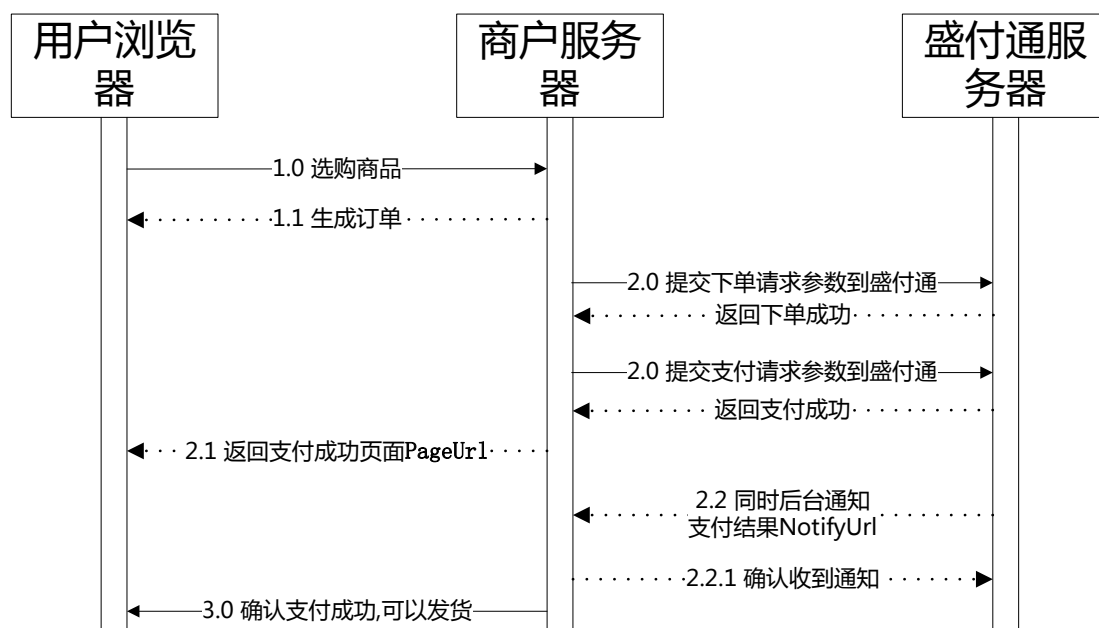 用户浏览
器
商户服务
器
盛付通服
务器
1.0 选购商品
1.1 生成订单
2.0 提交下单请求参数到盛付通
返回下单成功
2.0 提交支付请求参数到盛付通
返回支付成功
2.1 返回支付成功页面PageUrl
2.2 同时后台通知
支付结果NotifyUrl
2.2.1 确认收到通知
3.0 确认支付成功,可以发货